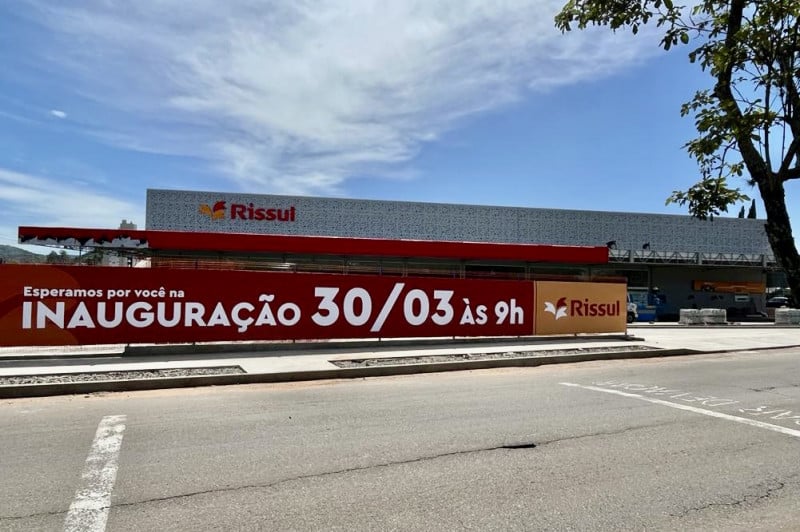 Rissul
Esperamos por você na
INAUGURAÇÃO 30/03 ÀS 9h
Rissul